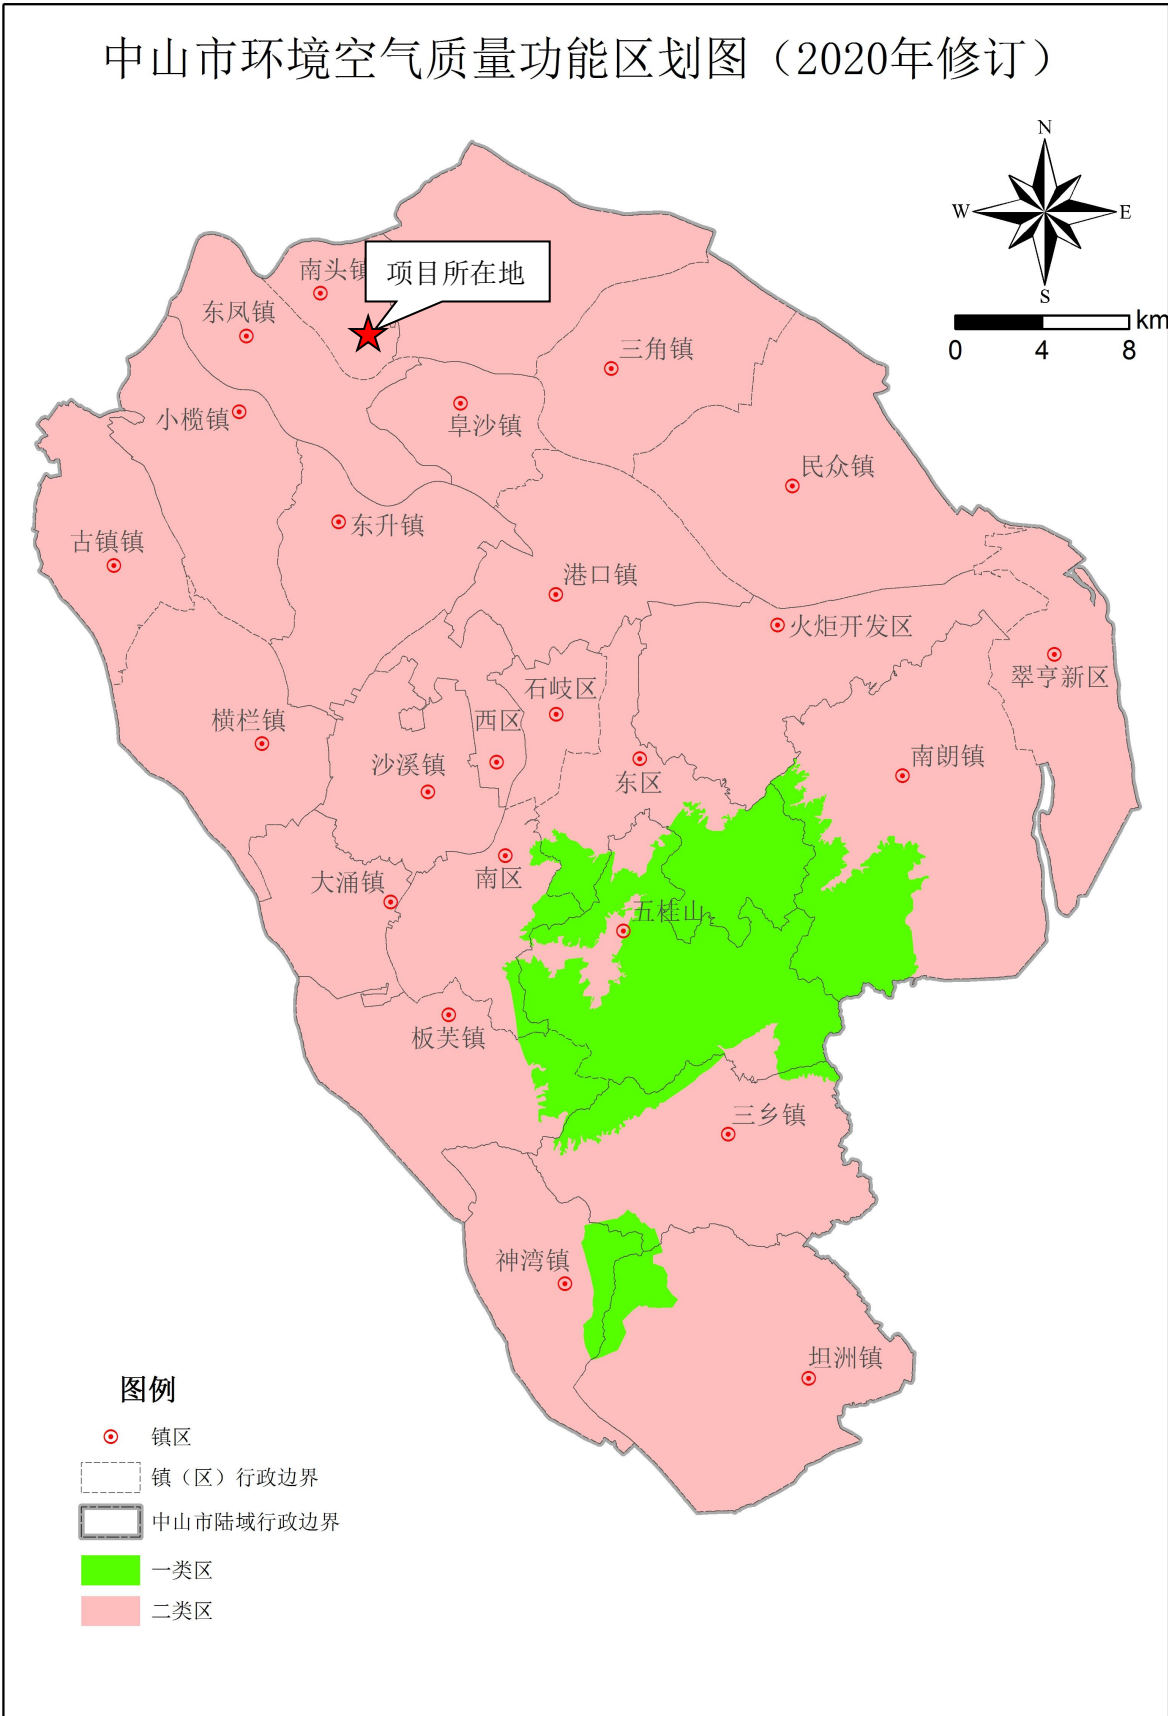 中山市环境空气质量功能区划图（2020年修订）
N
W
E
S
km
0
4
8
南头镇
项目所在地
东凤镇
三角镇
小榄镇
阜沙镇
民众镇
东升镇
古镇镇
港口镇
火炬开发区
翠亨新区
石岐区
横栏镇
西区
沙溪镇
东区
南朗镇
南区
大涌镇
五桂山
板芙镇
三乡镇
神湾镇
坦洲镇
图例
镇区
镇（区）行政边界
中山市陆域行政边界
一类区
二类区